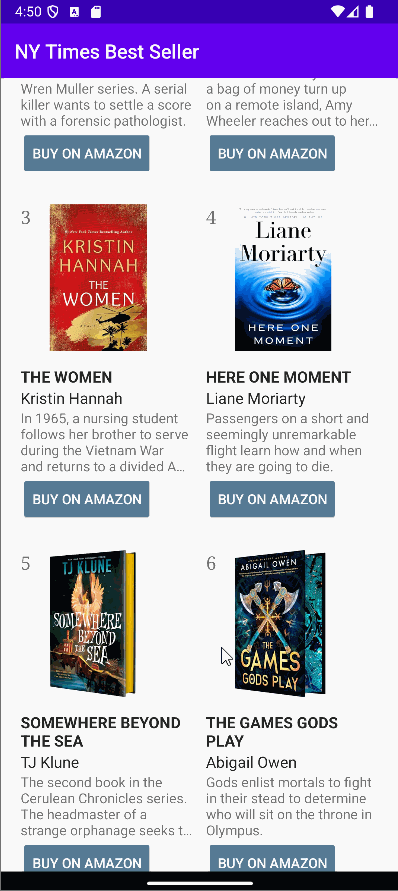 4:50
NY Times Best Seller
Wren Muller series. A serial
killer wants to settle a score
with a forensic pathologist.
BUY ON AMAZON
a bag of money turn up
on a remote island, Amy
Wheeler reaches out to her…
BUY ON AMAZON
3
KRISTIN
HANNAH
THE
WOMEN
THE WOMEN
Kristin Hannah
In 1965, a nursing student
follows her brother to serve
during the Vietnam War
and returns to a divided A…
BUY ON AMAZON
4
Liane
Moriarty
HERE ONE
MOMENT
HERE ONE MOMENT
Liane Moriarty
Passengers on a short and
seemingly unremarkable
flight learn how and when
they are going to die.
BUY ON AMAZON
5
TJ KLUNE
SOMEWHERE
BEYOND
THE SEA
SOMEWHERE BEYOND
THE SEA
TJ Klune
The second book in the
Cerulean Chronicles series.
The headmaster of a
strange orphanage seeks t…
BUY ON AMAZON
6
ABIGAIL OWEN
THE
GAMES
GODS PLAY
THE GAMES GODS
PLAY
Abigail Owen
Gods enlist mortals to fight
in their stead to determine
who will sit on the throne in
Olympus.
BUY ON AMAZON